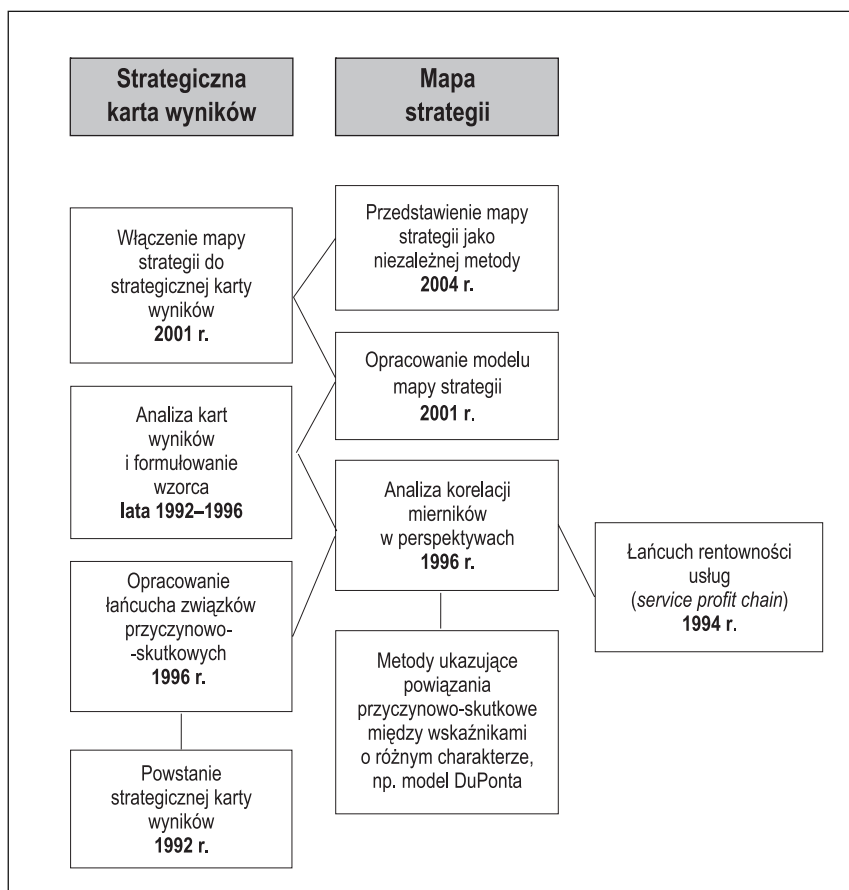 Strategiczna
karta wyników
Mapa
strategii
Włączenie mapy
strategii do
strategicznej karty
wyników
2001 r.
Przedstawienie mapy
strategii jako
niezależnej metody
2004 r.
Opracowanie modelu
mapy strategii
2001 r.
Analiza kart
wyników
i formułowanie
wzorca
lata 1992–1996
Analiza korelacji
mierników
w perspektywach
1996 r.
Łańcuch rentowności
usług
(service profit chain)
1994 r.
Opracowanie
łańcucha związków
przyczynowo-
-skutkowych
1996 r.
Metody ukazujące
powiązania
przyczynowo-skutkowe
między wskaźnikami
o różnym charakterze,
np. model DuPonta
Powstanie
strategicznej karty
wyników
1992 r.